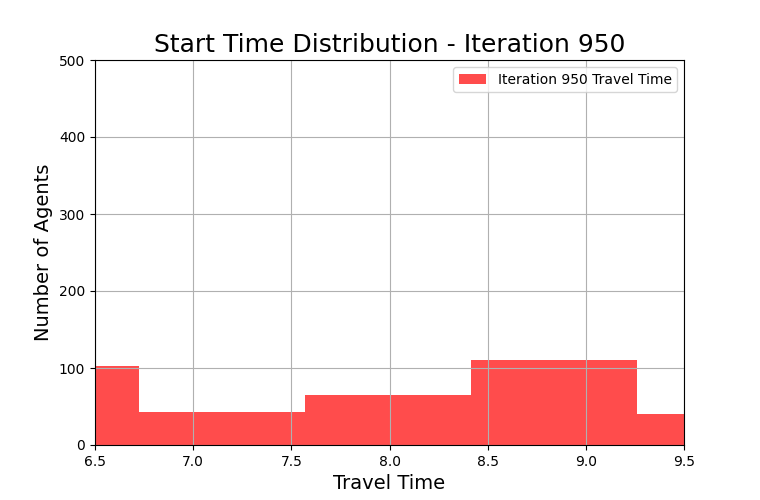 Start Time Distribution - Iteration 950
500
400
300
200
100
0
Number of Agents
Iteration 950 Travel Time
6.5 7.0 7.5 8.0 8.5 9.0 9.5
Travel Time